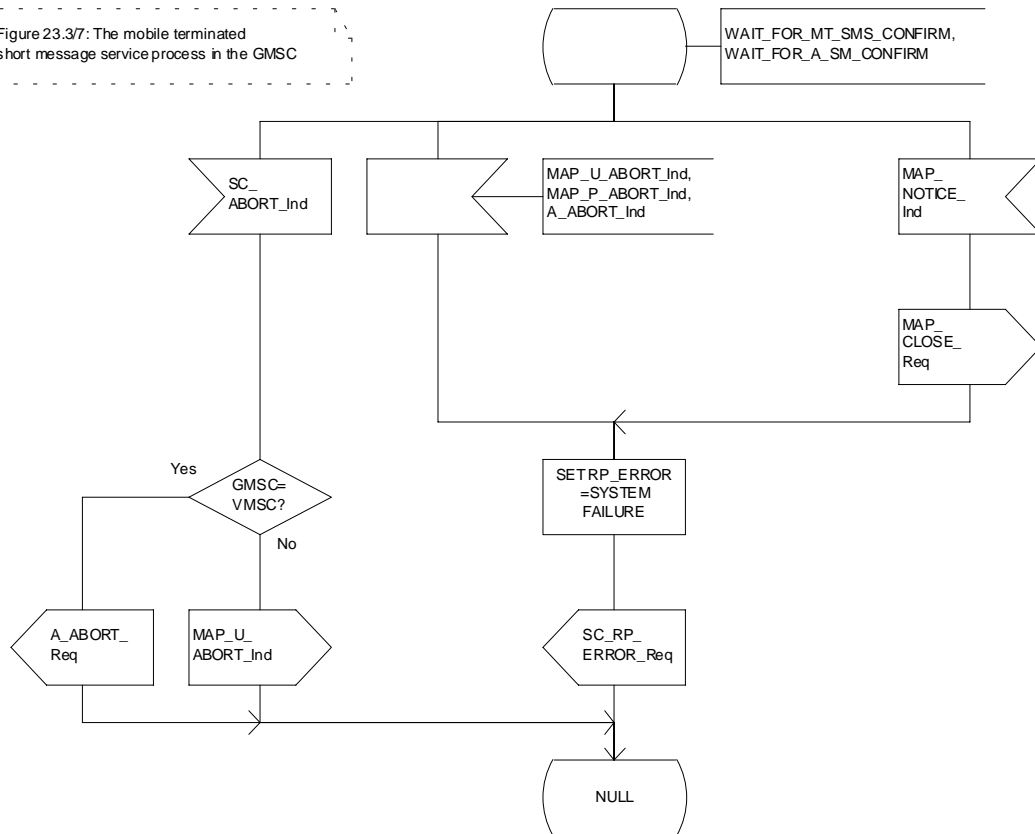 Figure 23.3/7: The mobile terminated
short message service process in the GMSC
WAIT_FOR_MT_SMS_CONFIRM,
WAIT_FOR_A_SM_CONFIRM
SC_
ABORT_Ind
MAP_U_ABORT_Ind,
MAP_P_ABORT_Ind,
A_ABORT_Ind
MAP_
NOTICE_
Ind
MAP_
CLOSE_
Req
Yes
GMSC=
VMSC?
No
SET RP_ERROR
=SYSTEM
FAILURE
A_ABORT_
Req
MAP_U_
ABORT_Ind
SC_RP_
ERROR_Req
NULL